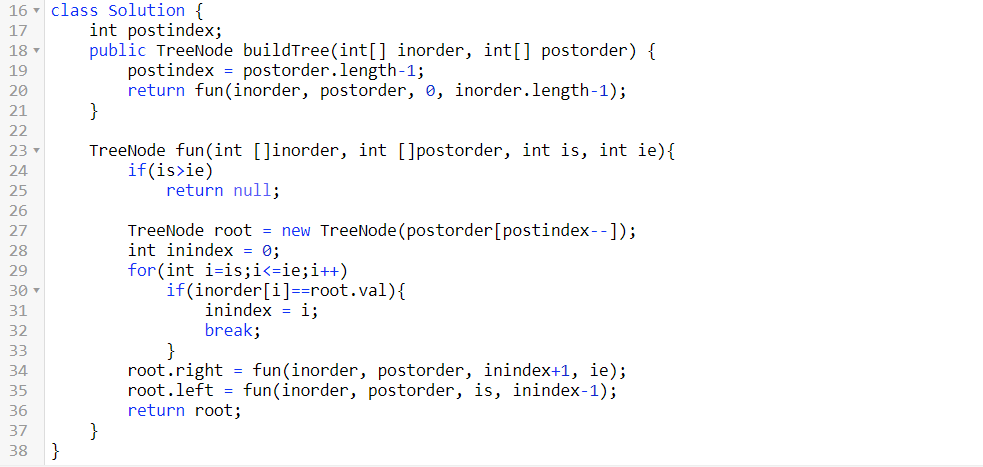 16 class Solution {
17     int postindex;
18     public TreeNode buildTree(int[] inorder, int[] postorder) {
19         postindex = postorder.length-1;
20         return fun(inorder, postorder, 0, inorder.length-1);
21     }
22
23     TreeNode fun(int []inorder, int []postorder, int is, int ie){
24         if(is>ie)
25             return null;
26
27         TreeNode root = new TreeNode(postorder[postindex--]);
28         int inindex = 0;
29         for(int i=is;i<=ie;i++)
30             if(inorder[i]==root.val){
31                 inindex = i;
32                 break;
33             }
34         root.right = fun(inorder, postorder, inindex+1, ie);
35         root.left = fun(inorder, postorder, is, inindex-1);
36         return root;
37     }
38 }